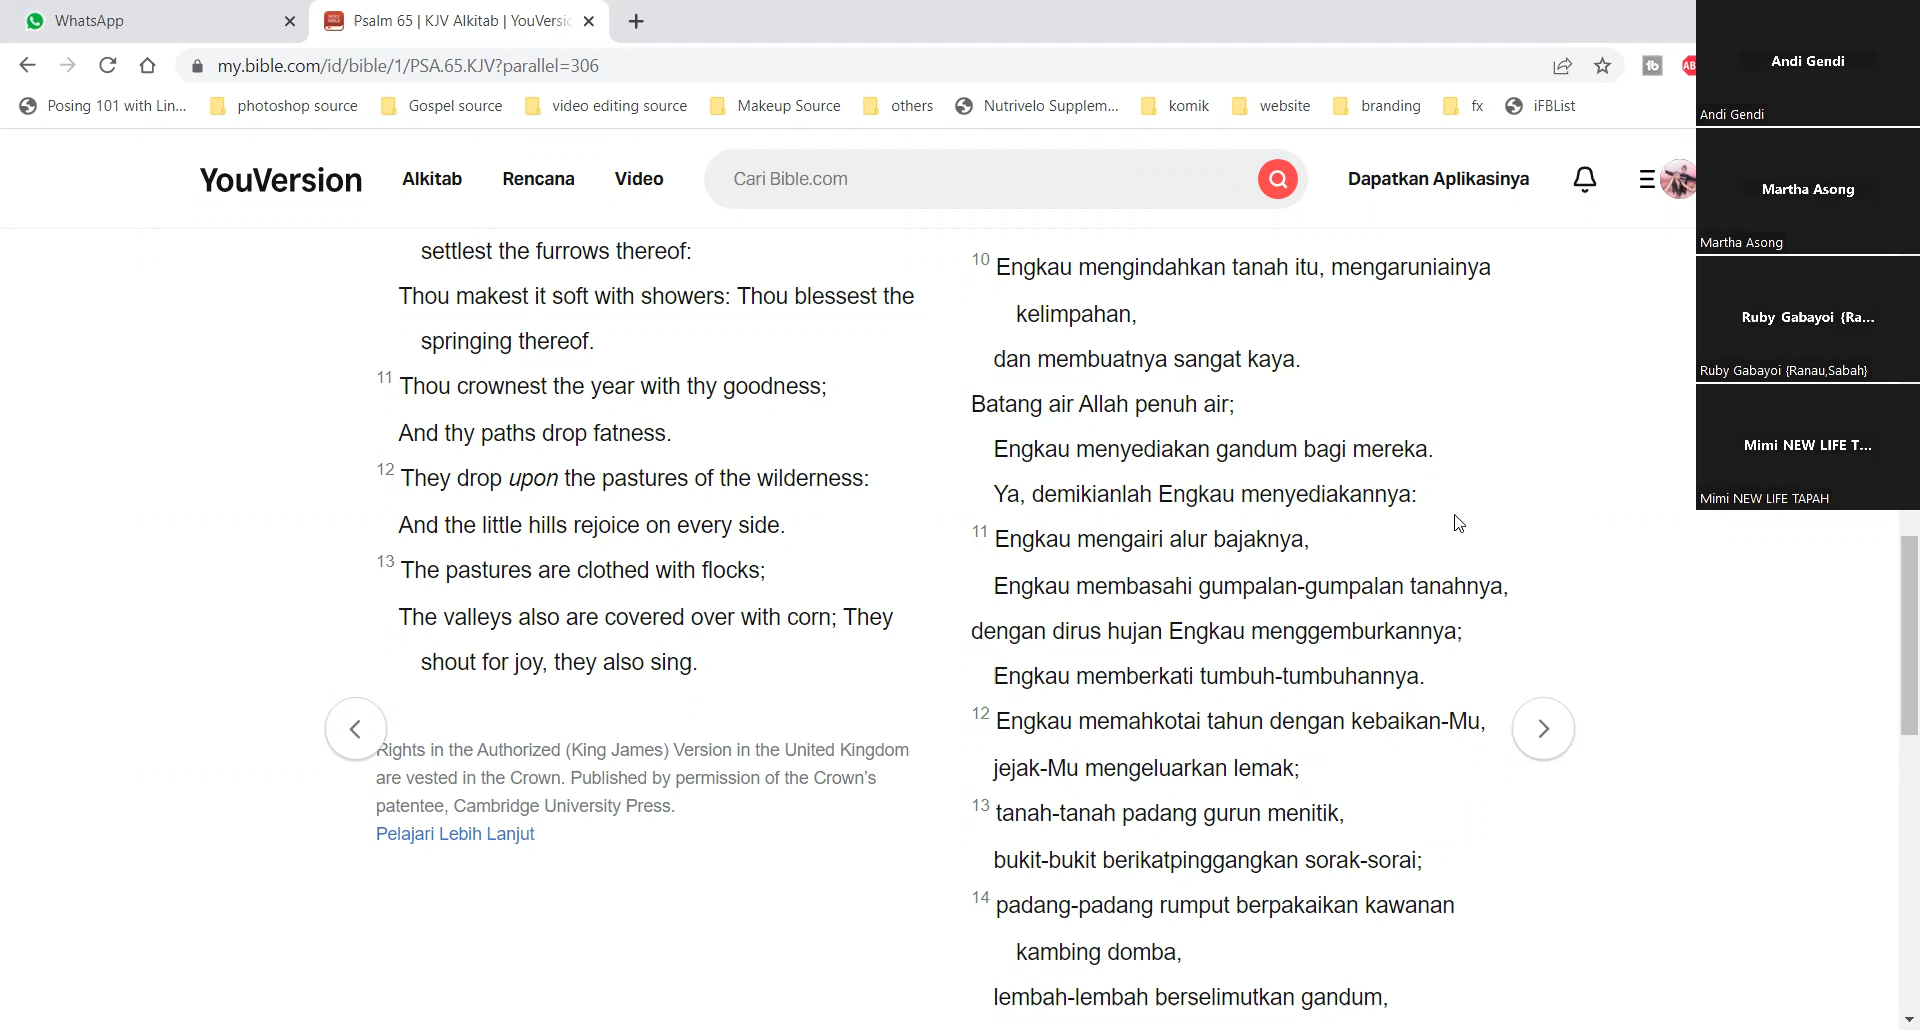 WhatsApp
Psalm 65 | KJV Alkitab | YouVersic
my.bible.com/id/bible/1/PSA.65.KJV?parallel=306
Posing 101 with Lin...
photoshop source
Gospel source
video editing source
Makeup Source
others
Nutrivelo Supplem...
komik
website
branding
fx
iFBList
YouVersion
Alkitab
Rencana
Video
Cari Bible.com
Dapatkan Aplikasinya
settlest the furrows thereof:
Thou makest it soft with showers: Thou blessest the
springing thereof.
11 Thou crownest the year with thy goodness;
And thy paths drop fatness.
12 They drop upon the pastures of the wilderness:
And the little hills rejoice on every side.
13 The pastures are clothed with flocks;
The valleys also are covered over with corn; They
shout for joy, they also sing.
Rights in the Authorized (King James) Version in the United Kingdom
are vested in the Crown. Published by permission of the Crown's
patentee, Cambridge University Press.
Pelajari Lebih Lanjut
10 Engkau mengindahkan tanah itu, mengaruniainya
kelimpahan,
dan membuatnya sangat kaya.
Batang air Allah penuh air;
Engkau menyediakan gandum bagi mereka.
Ya, demikianlah Engkau menyediakannya:
11 Engkau mengairi alur bajaknya,
Engkau membasahi gumpalan-gumpalan tanahnya,
dengan dirus hujan Engkau menggemburkannya;
Engkau memberkati tumbuh-tumbuhannya.
12 Engkau memahkotai tahun dengan kebaikan-Mu,
jejak-Mu mengeluarkan lemak;
13 tanah-tanah padang gurun menitik,
bukit-bukit berikatpinggangkan sorak-sorai;
14 padang-padang rumput berpakaikan kawanan
kambing domba,
lembah-lembah berselimutkan gandum,
Andi Gendi
Andi Gendi
Martha Asong
Martha Asong
Ruby Gabayoi {Ra...
Ruby Gabayoi {Ranau,Sabah}
Mimi NEW LIFE T...
Mimi NEW LIFE TAPAH